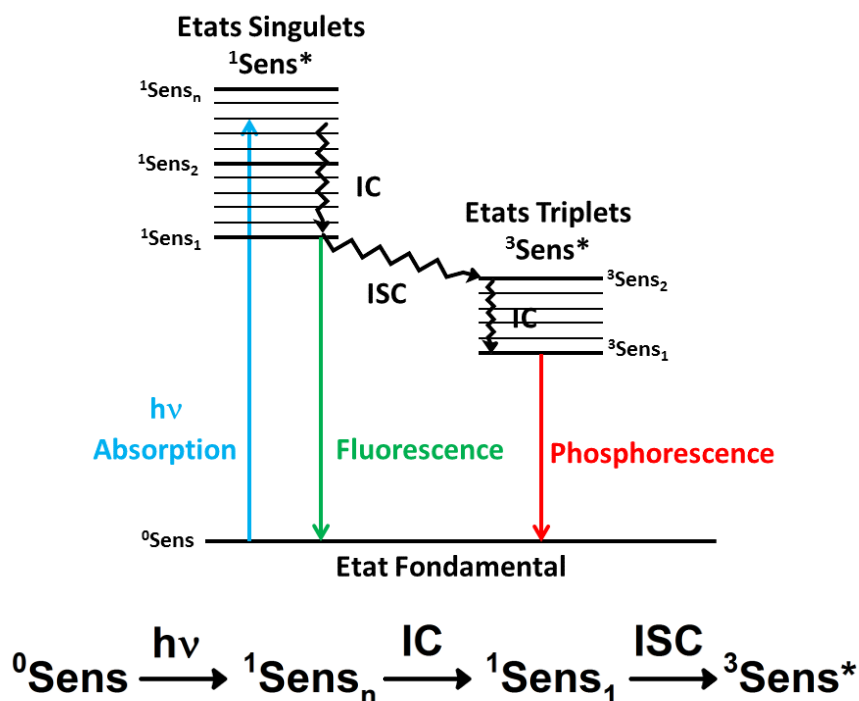 Etats Singulets
¹Sens*
¹Sensₙ
¹Sens₂
IC
¹Sens₁
Etats Triplets
³Sens*
³Sens₂
ISC
IC
³Sens₁
hν
Absorption
Fluorescence
Phosphorescence
⁰Sens
Etat Fondamental
hν IC ISC
⁰Sens → ¹Sensₙ → ¹Sens₁ → ³Sens*